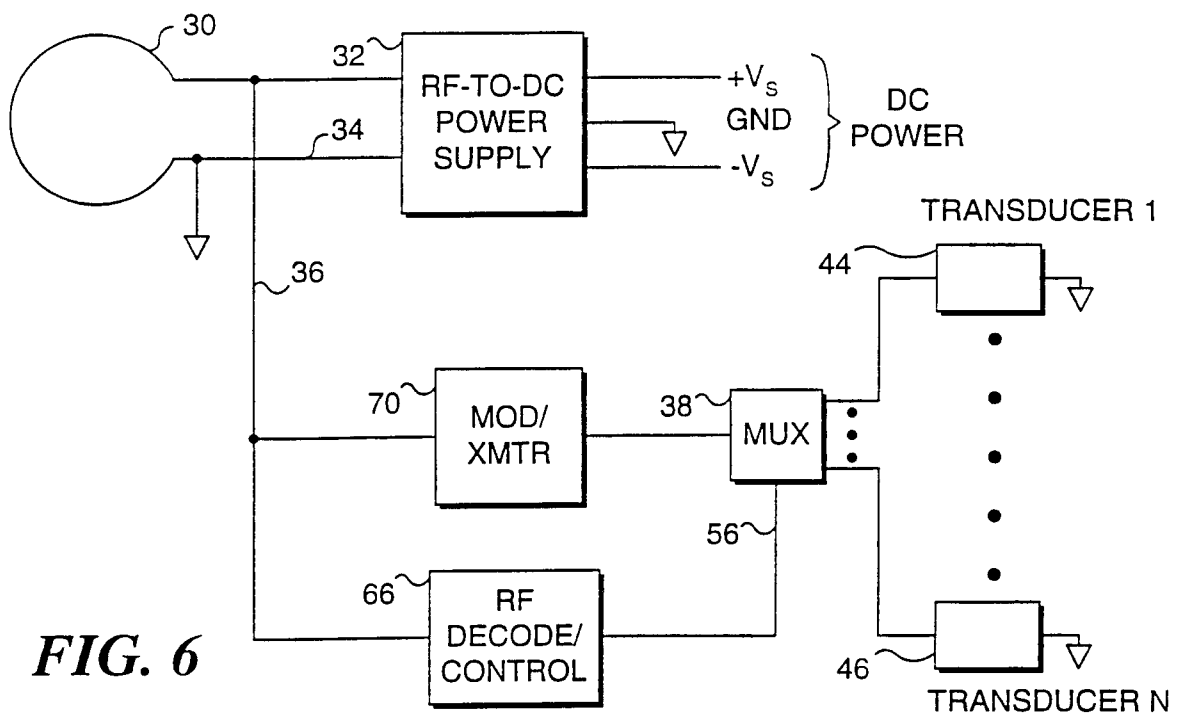 30
32
RF-TO-DC
POWER
SUPPLY
+VS
GND
-VS
DC
POWER
34
36
TRANSDUCER 1
44
70
MOD/
XMTR
38
MUX
56
66
RF
DECODE/
CONTROL
46
TRANSDUCER N
FIG. 6